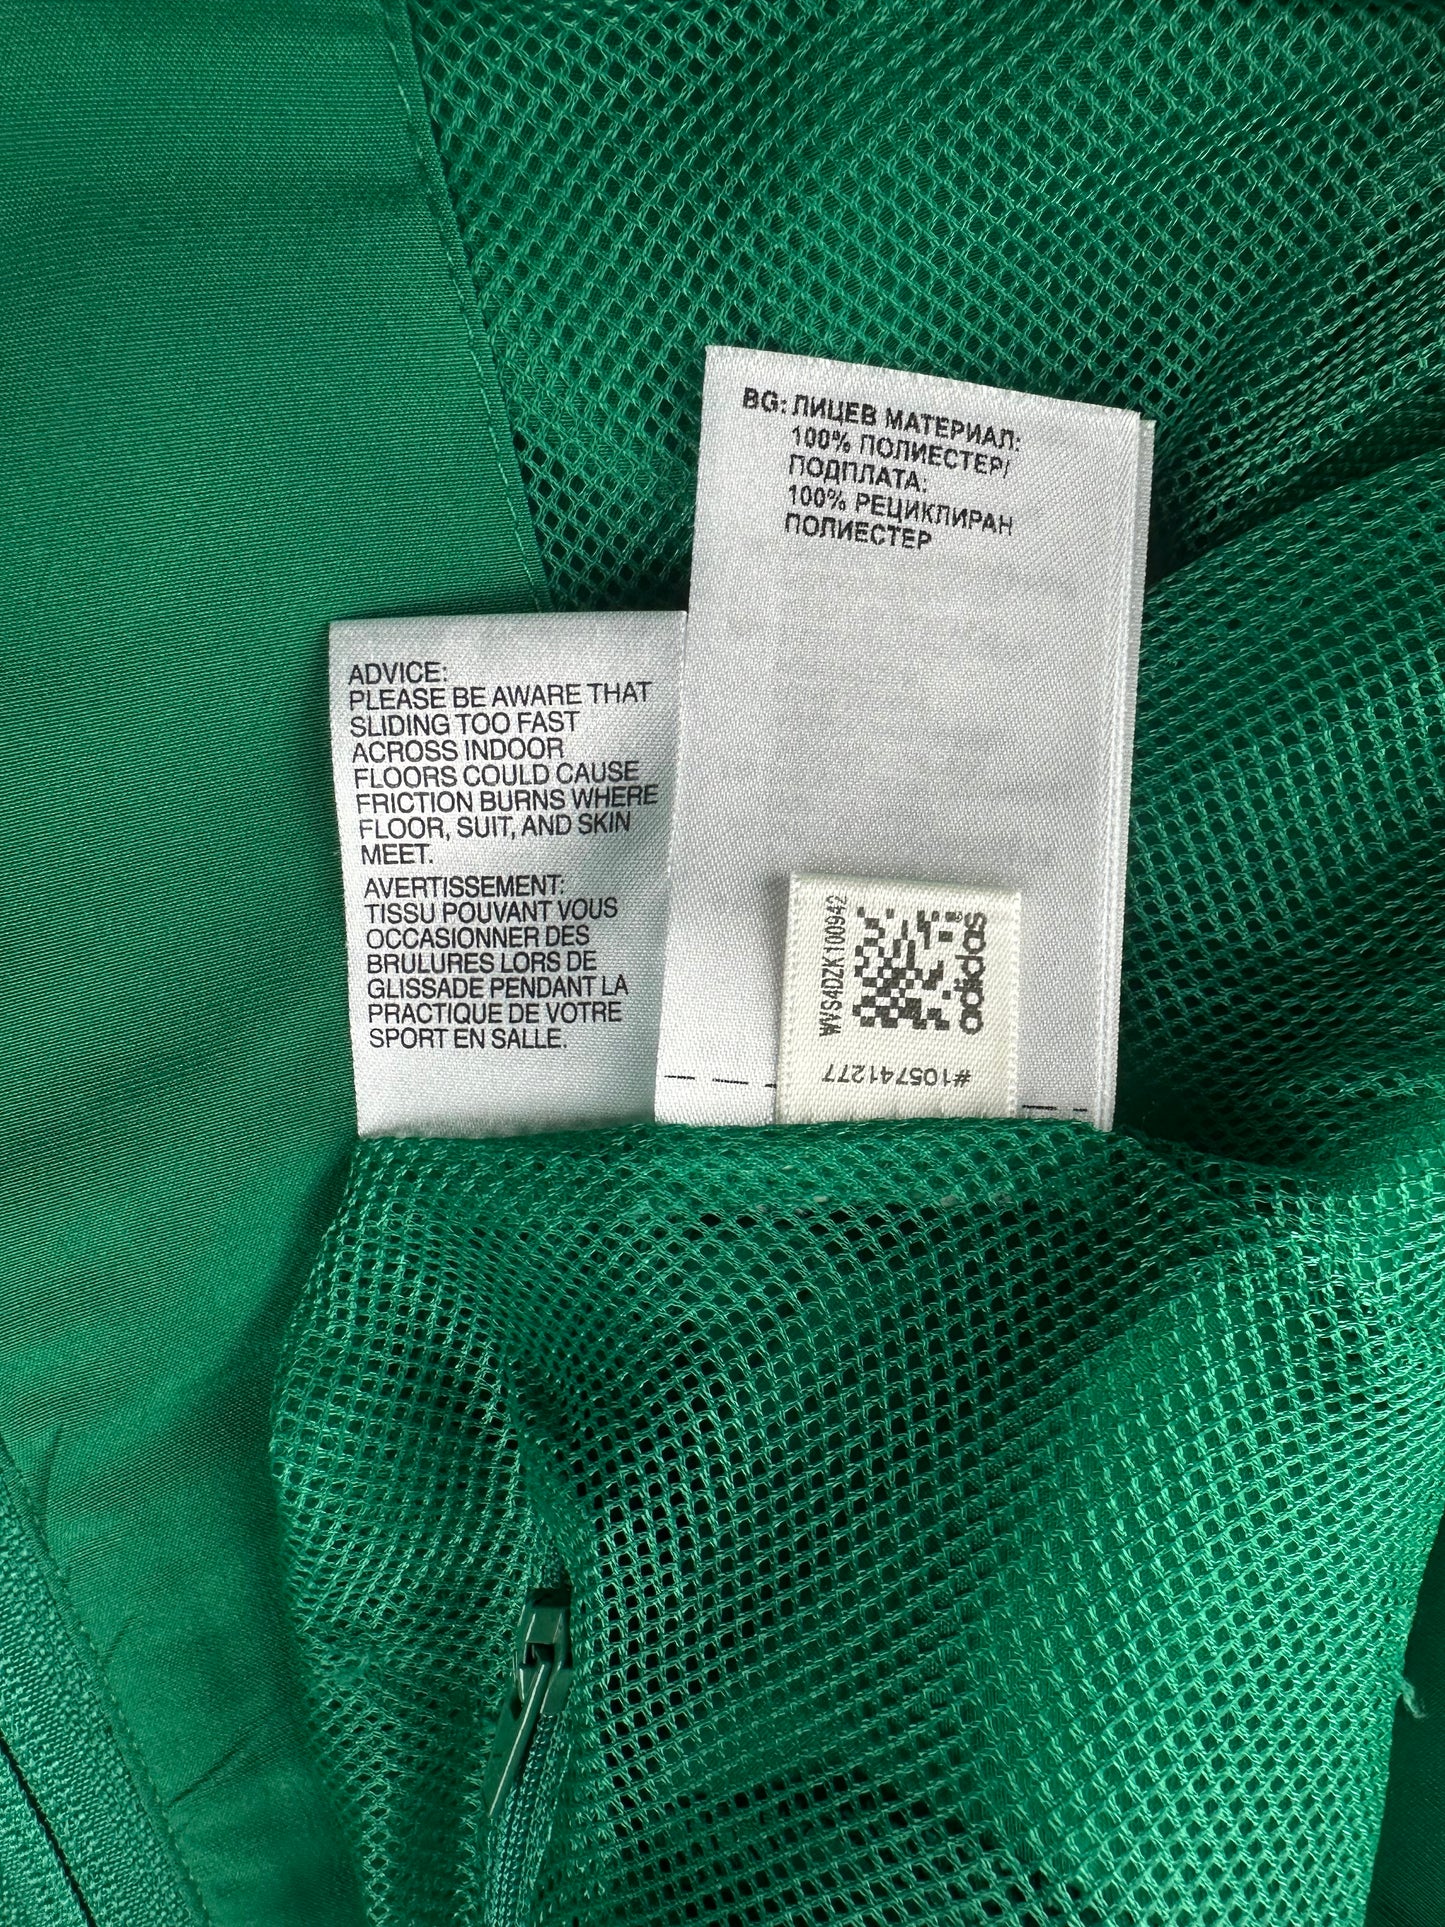 BG: ЛИЦЕВ МАТЕРИАЛ:
100% ПОЛИЕСТЕР/
ПОДПЛАТА:
100% РЕЦИКЛИРАН
ПОЛИЕСТЕР
ADVICE:
PLEASE BE AWARE THAT
SLIDING TOO FAST
ACROSS INDOOR
FLOORS COULD CAUSE
FRICTION BURNS WHERE
FLOOR, SUIT, AND SKIN
MEET.
AVERTISSEMENT:
TISSU POUVANT VOUS
OCCASIONNER DES
BRULURES LORS DE
GLISSADE PENDANT LA
PRACTIQUE DE VOTRE
SPORT EN SALLE.
WVS4DZK100942
adidas
#105741277